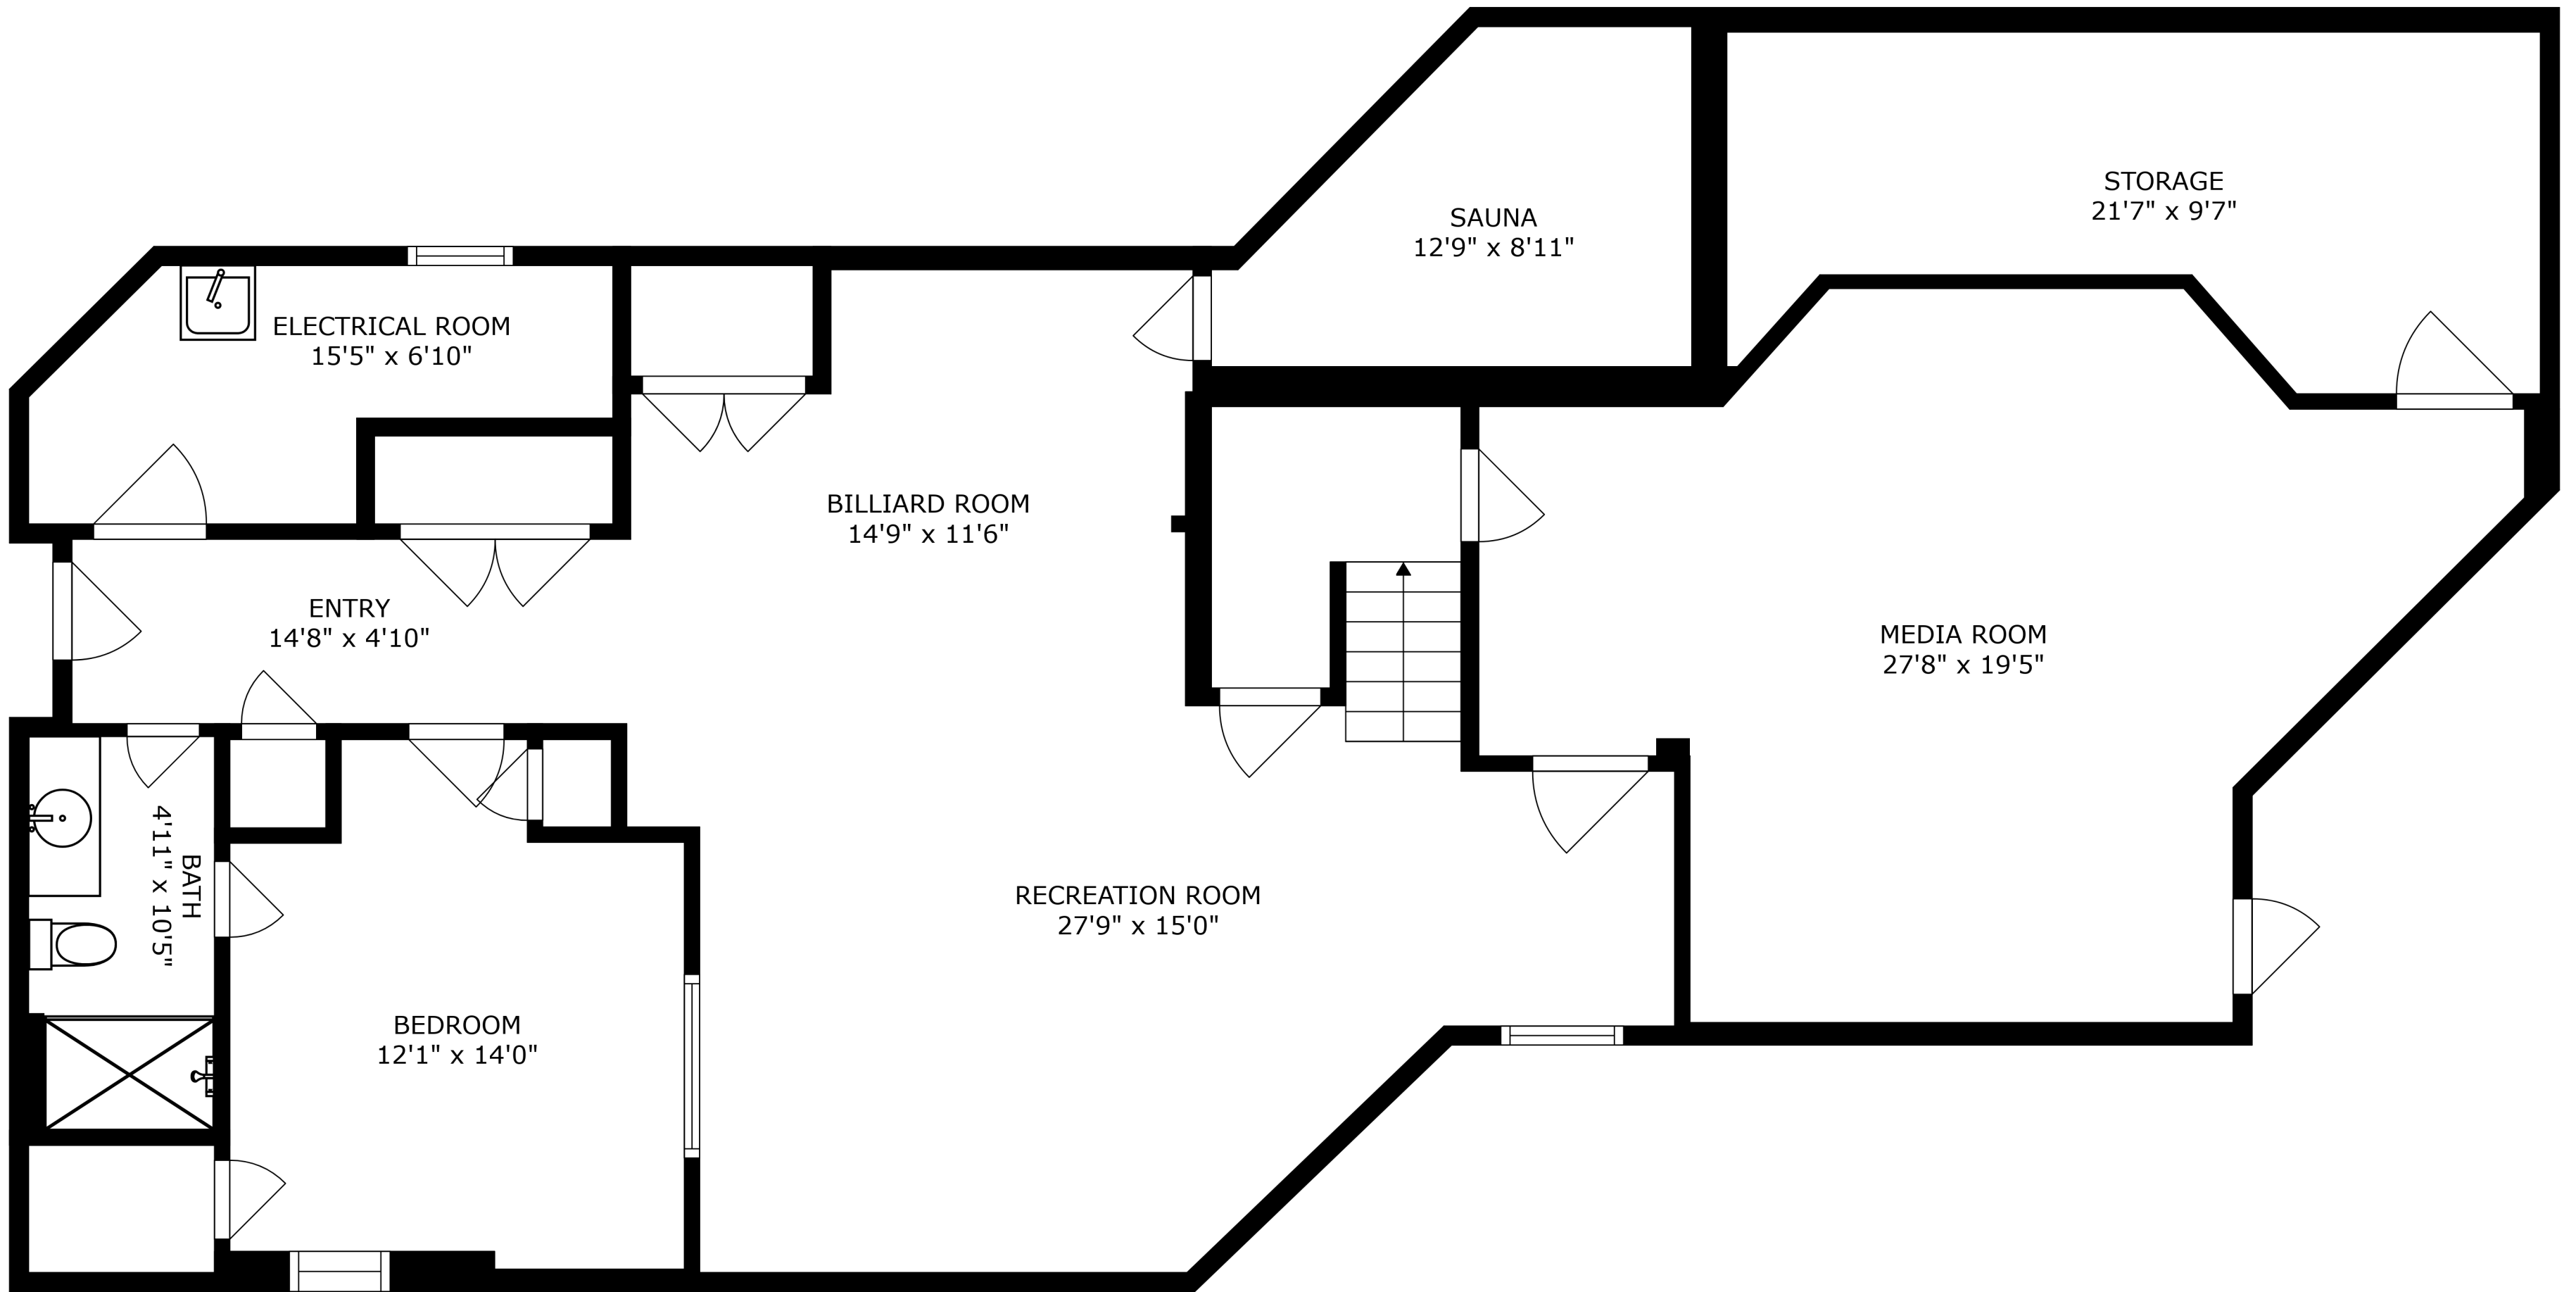 STORAGE
21'7" x 9'7"
SAUNA
12'9" x 8'11"
ELECTRICAL ROOM
15'5" x 6'10"
BILLIARD ROOM
14'9" x 11'6"
ENTRY
14'8" x 4'10"
MEDIA ROOM
27'8" x 19'5"
BATH
4'11" x 10'5"
RECREATION ROOM
27'9" x 15'0"
BEDROOM
12'1" x 14'0"